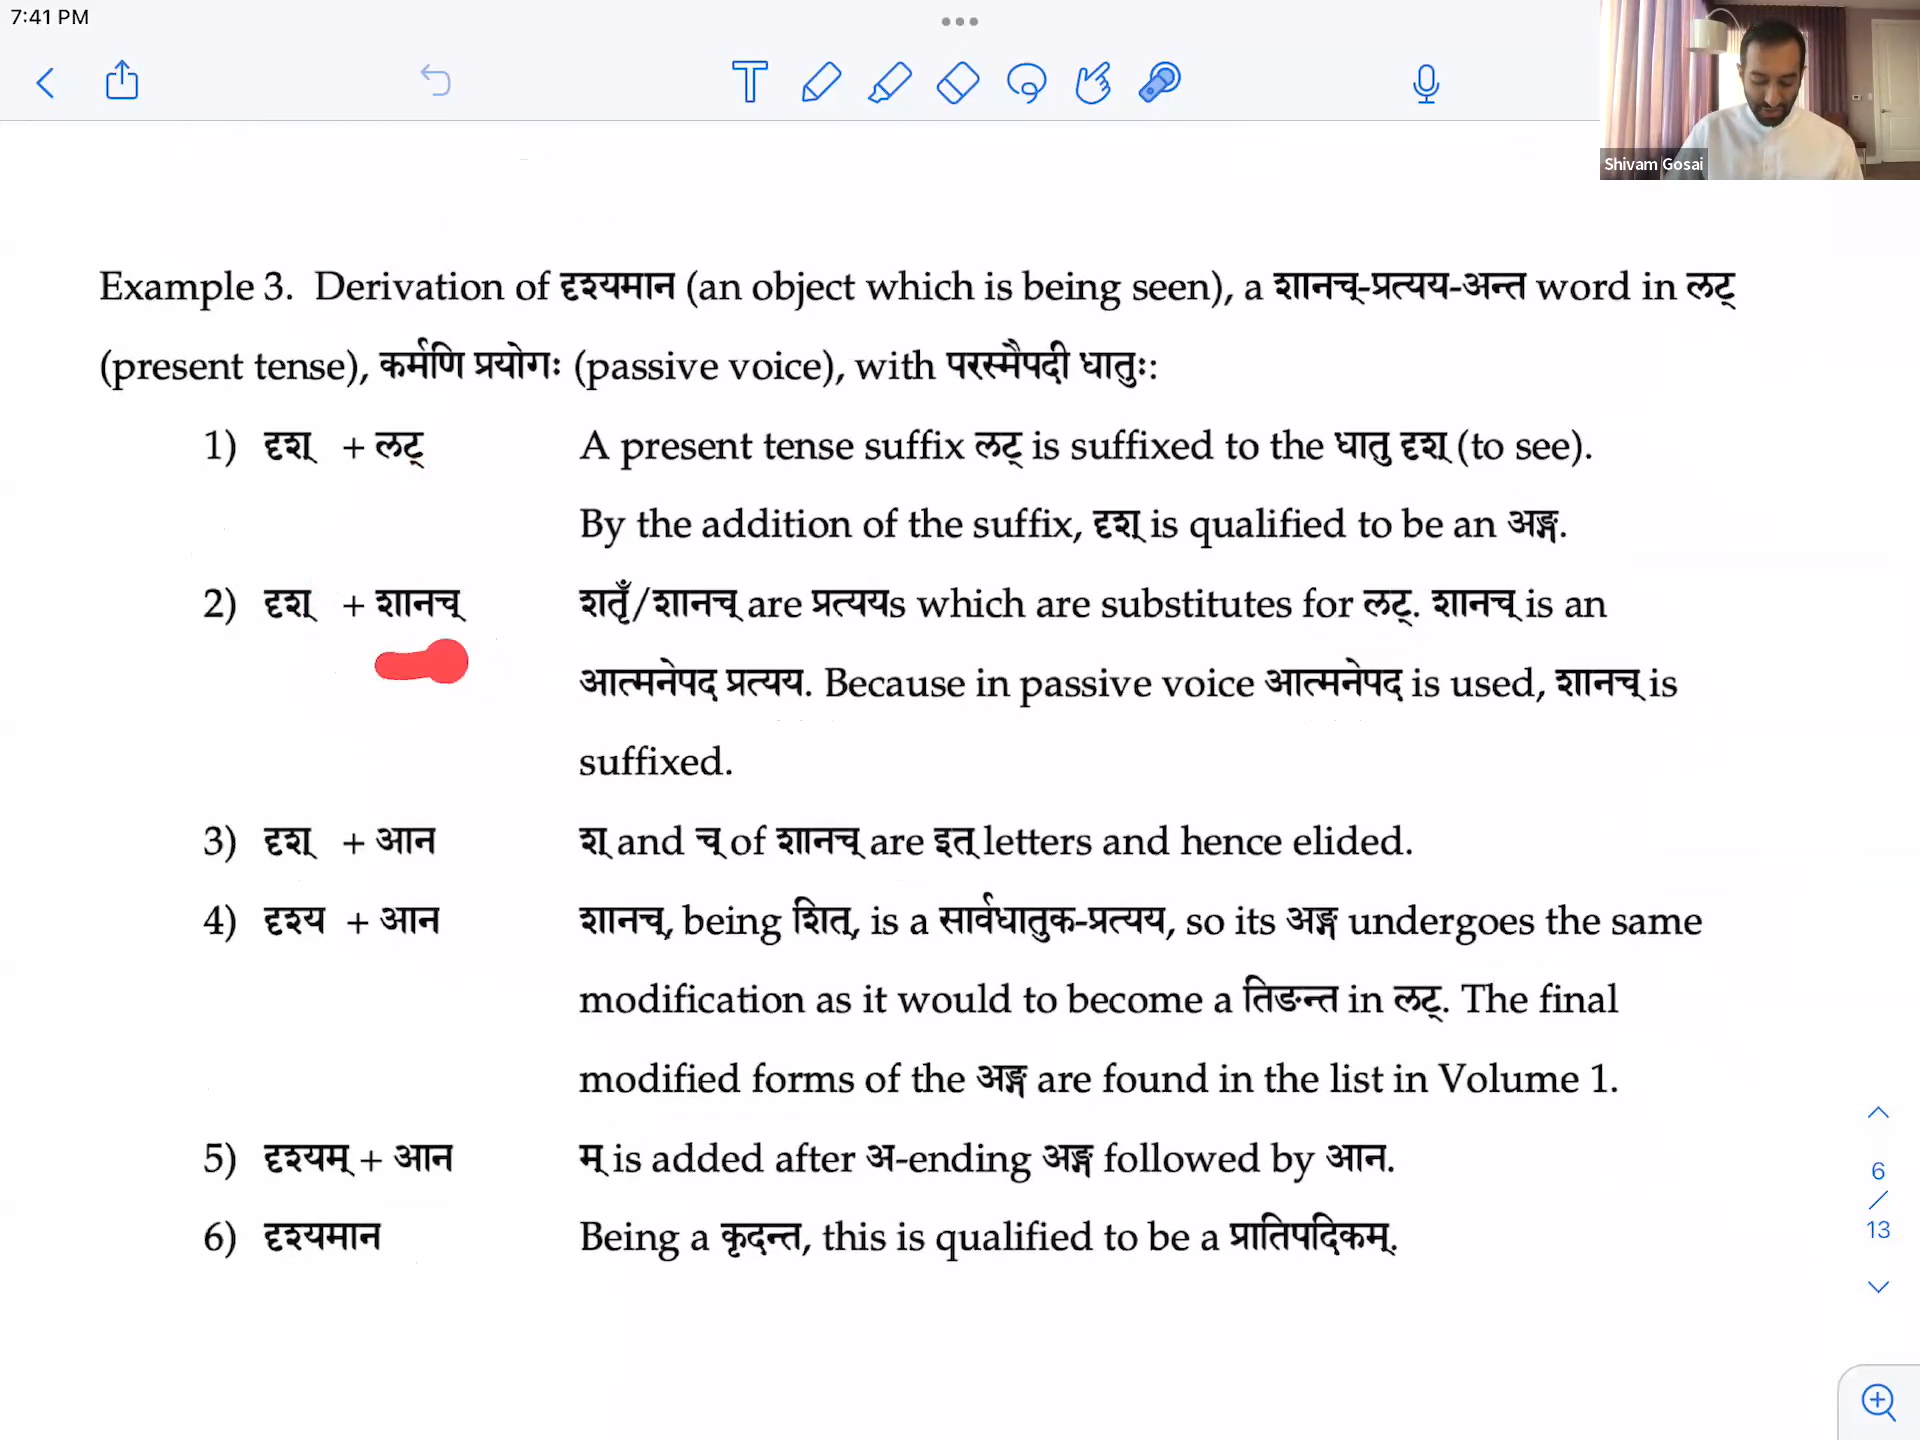 7:41 PM
Shivam Gosai
Example 3. Derivation of दृश्यमान (an object which is being seen), a शानच्-प्रत्यय-अन्त word in लट्
(present tense), कर्मणि प्रयोगः (passive voice), with परस्मैपदी धातुः:
1) दृश् + लट् A present tense suffix लट् is suffixed to the धातु दृश् (to see).
By the addition of the suffix, दृश् is qualified to be an अङ्ग.
2) दृश् + शानच् शतृँ/शानच् are प्रत्ययs which are substitutes for लट्. शानच् is an
आत्मनेपद प्रत्यय. Because in passive voice आत्मनेपद is used, शानच् is
suffixed.
3) दृश् + आन श् and च् of शानच् are इत् letters and hence elided.
4) दृश्य + आन शानच्, being शित्, is a सार्वधातुक-प्रत्यय, so its अङ्ग undergoes the same
modification as it would to become a तिङन्त in लट्. The final
modified forms of the अङ्ग are found in the list in Volume 1.
5) दृश्यम् + आन म् is added after अ-ending अङ्ग followed by आन.
6) दृश्यमान Being a कृदन्त, this is qualified to be a प्रातिपदिकम्.
6
/
13